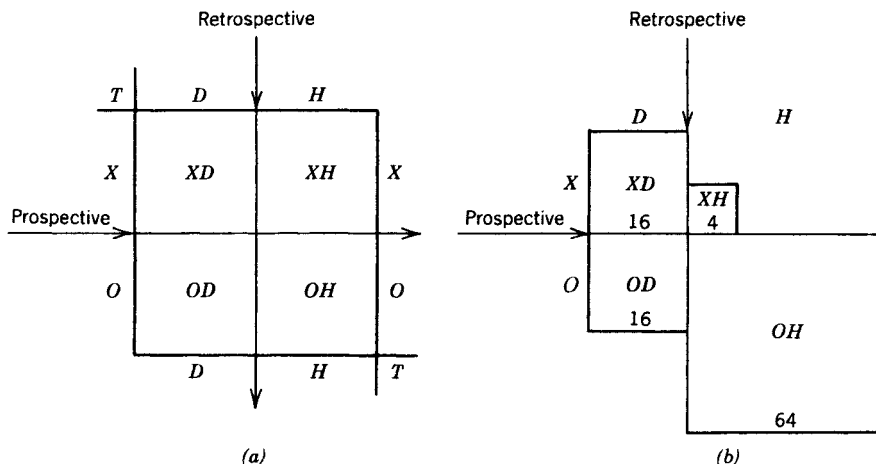 Retrospective Retrospective
T D H D H
X XD XH X X XD XH
Prospective Prospective 16 4
O OD OH O O OD OH
16
D H T
64
(a) (b)